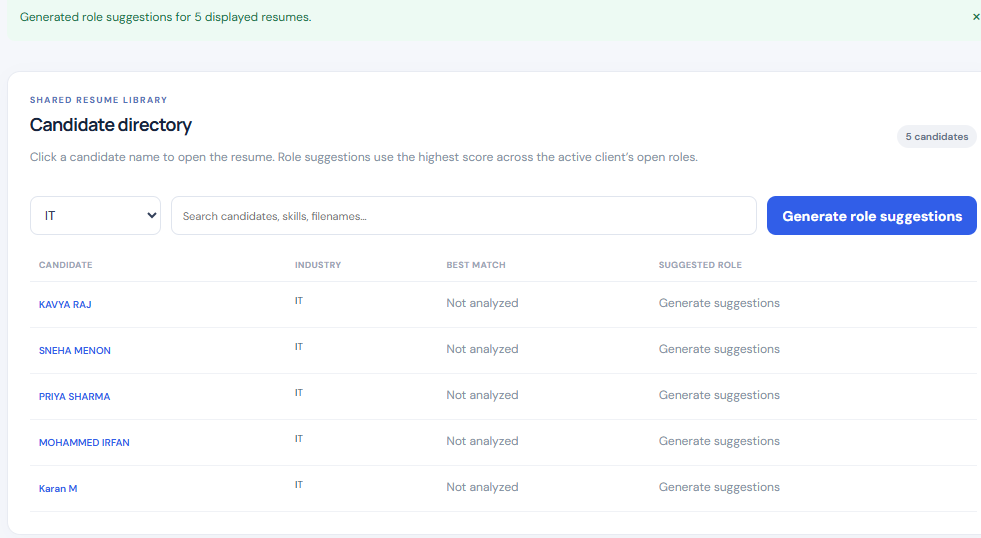 Generated role suggestions for 5 displayed resumes.
×
SHARED RESUME LIBRARY
Candidate directory
5 candidates
Click a candidate name to open the resume. Role suggestions use the highest score across the active client's open roles.
IT
Search candidates, skills, filenames...
Generate role suggestions
CANDIDATE INDUSTRY BEST MATCH SUGGESTED ROLE
KAVYA RAJ IT Not analyzed Generate suggestions
SNEHA MENON IT Not analyzed Generate suggestions
PRIYA SHARMA IT Not analyzed Generate suggestions
MOHAMMED IRFAN IT Not analyzed Generate suggestions
Karan M IT Not analyzed Generate suggestions